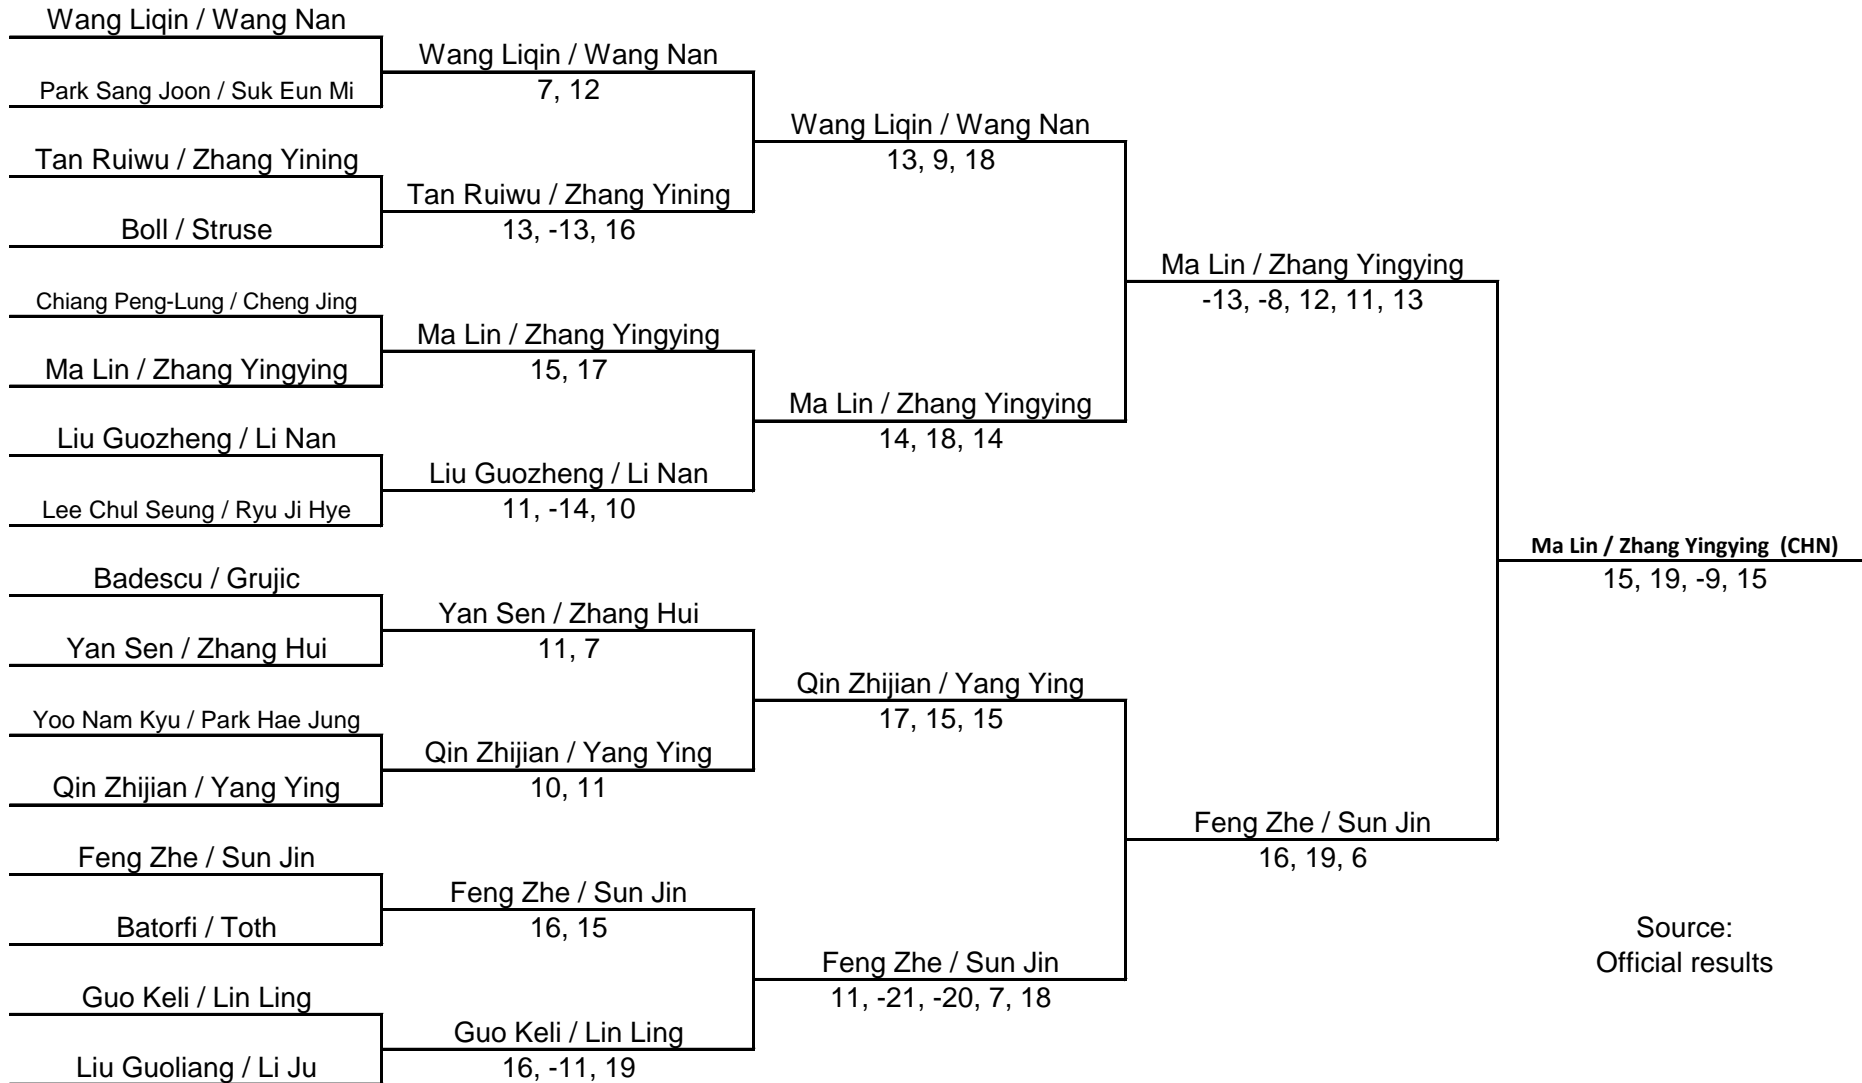 Wang Liqin / Wang Nan
Park Sang Joon / Suk Eun Mi
Tan Ruiwu / Zhang Yining
Boll / Struse
Chiang Peng-Lung / Cheng Jing
Ma Lin / Zhang Yingying
Liu Guozheng / Li Nan
Lee Chul Seung / Ryu Ji Hye
Badescu / Grujic
Yan Sen / Zhang Hui
Yoo Nam Kyu / Park Hae Jung
Qin Zhijian / Yang Ying
Feng Zhe / Sun Jin
Batorfi / Toth
Guo Keli / Lin Ling
Liu Guoliang / Li Ju
Wang Liqin / Wang Nan
7, 12
Tan Ruiwu / Zhang Yining
13, -13, 16
Ma Lin / Zhang Yingying
15, 17
Liu Guozheng / Li Nan
11, -14, 10
Yan Sen / Zhang Hui
11, 7
Qin Zhijian / Yang Ying
10, 11
Feng Zhe / Sun Jin
16, 15
Guo Keli / Lin Ling
16, -11, 19
Wang Liqin / Wang Nan
13, 9, 18
Ma Lin / Zhang Yingying
14, 18, 14
Qin Zhijian / Yang Ying
17, 15, 15
Feng Zhe / Sun Jin
11, -21, -20, 7, 18
Ma Lin / Zhang Yingying
-13, -8, 12, 11, 13
Feng Zhe / Sun Jin
16, 19, 6
Ma Lin / Zhang Yingying (CHN)
15, 19, -9, 15
Source:
Official results